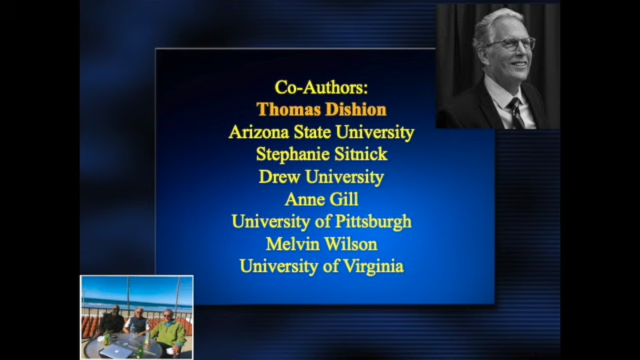 Co-Authors:
Thomas Dishion
Arizona State University
Stephanie Sitnick
Drew University
Anne Gill
University of Pittsburgh
Melvin Wilson
University of Virginia